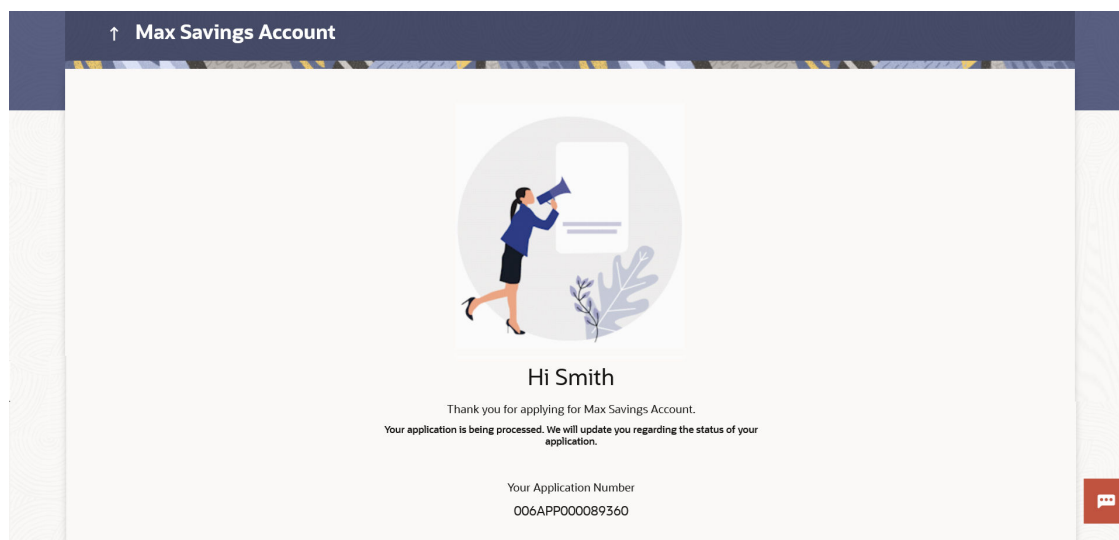 ↑ Max Savings Account
Hi Smith
Thank you for applying for Max Savings Account.
Your application is being processed. We will update you regarding the status of your
application.
Your Application Number
006APP000089360